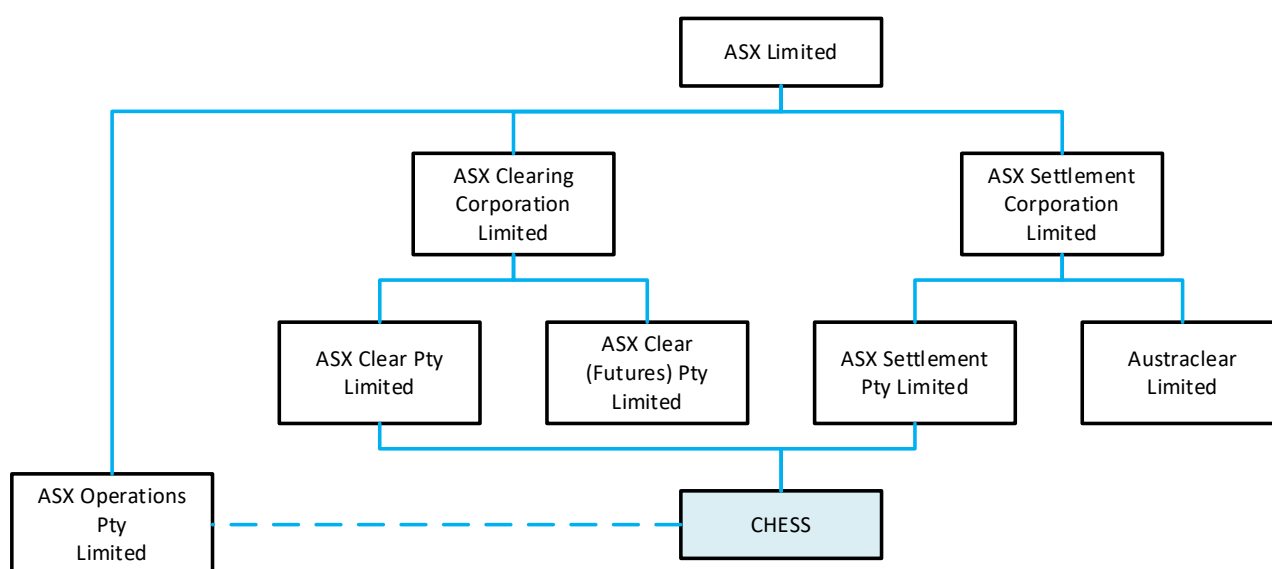 ASX Limited
ASX Clearing
Corporation
Limited
ASX Settlement
Corporation
Limited
ASX Clear Pty
Limited
ASX Clear
(Futures) Pty
Limited
ASX Settlement
Pty Limited
Austraclear
Limited
ASX Operations
Pty
Limited
CHESS